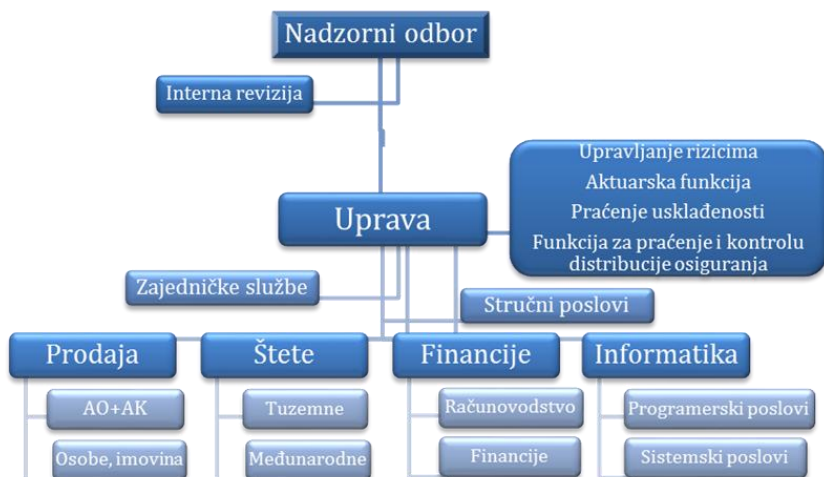 Nadzorni odbor
Interna revizija
Upravljanje rizicima
Aktuarska funkcija
Praćenje usklađenosti
Funkcija za praćenje i kontrolu
distribucije osiguranja
Uprava
Zajedničke službe
Stručni poslovi
Prodaja
Štete
Financije
Informatika
AO+AK
Tuzemne
Računovodstvo
Programerski poslovi
Osobe, imovina
Međunarodne
Financije
Sistemski poslovi